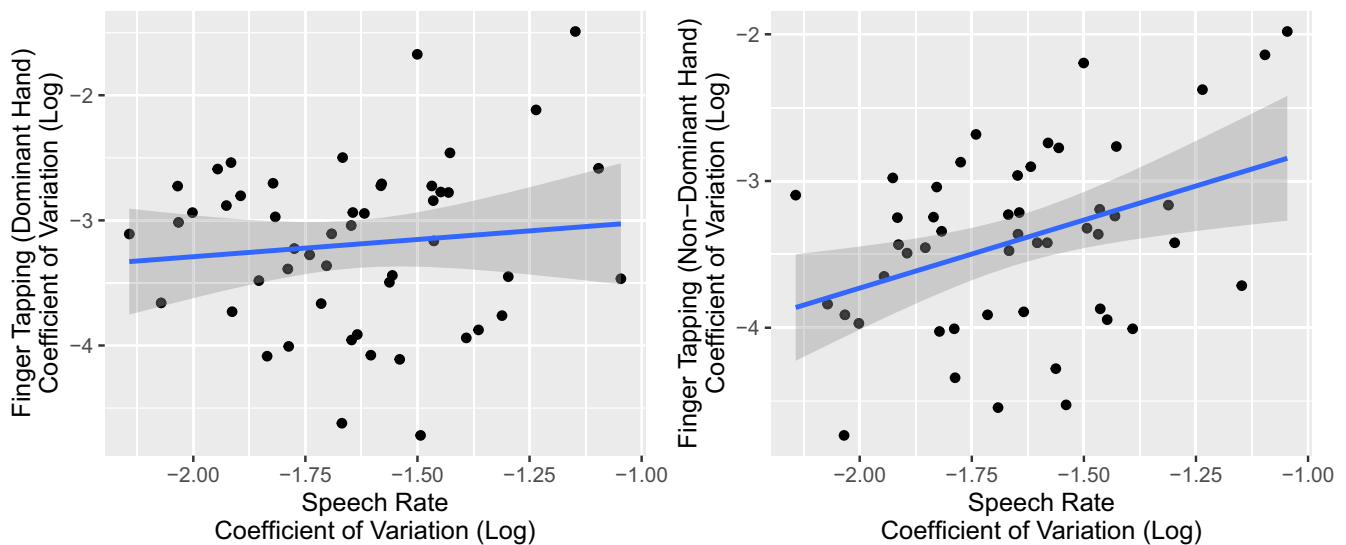 Finger Tapping (Dominant Hand)
Coefficient of Variation (Log)
−2
−3
−4
−2.00 −1.75 −1.50 −1.25 −1.00
Speech Rate
Coefficient of Variation (Log)
Finger Tapping (Non−Dominant Hand)
Coefficient of Variation (Log)
−2
−3
−4
−2.00 −1.75 −1.50 −1.25 −1.00
Speech Rate
Coefficient of Variation (Log)